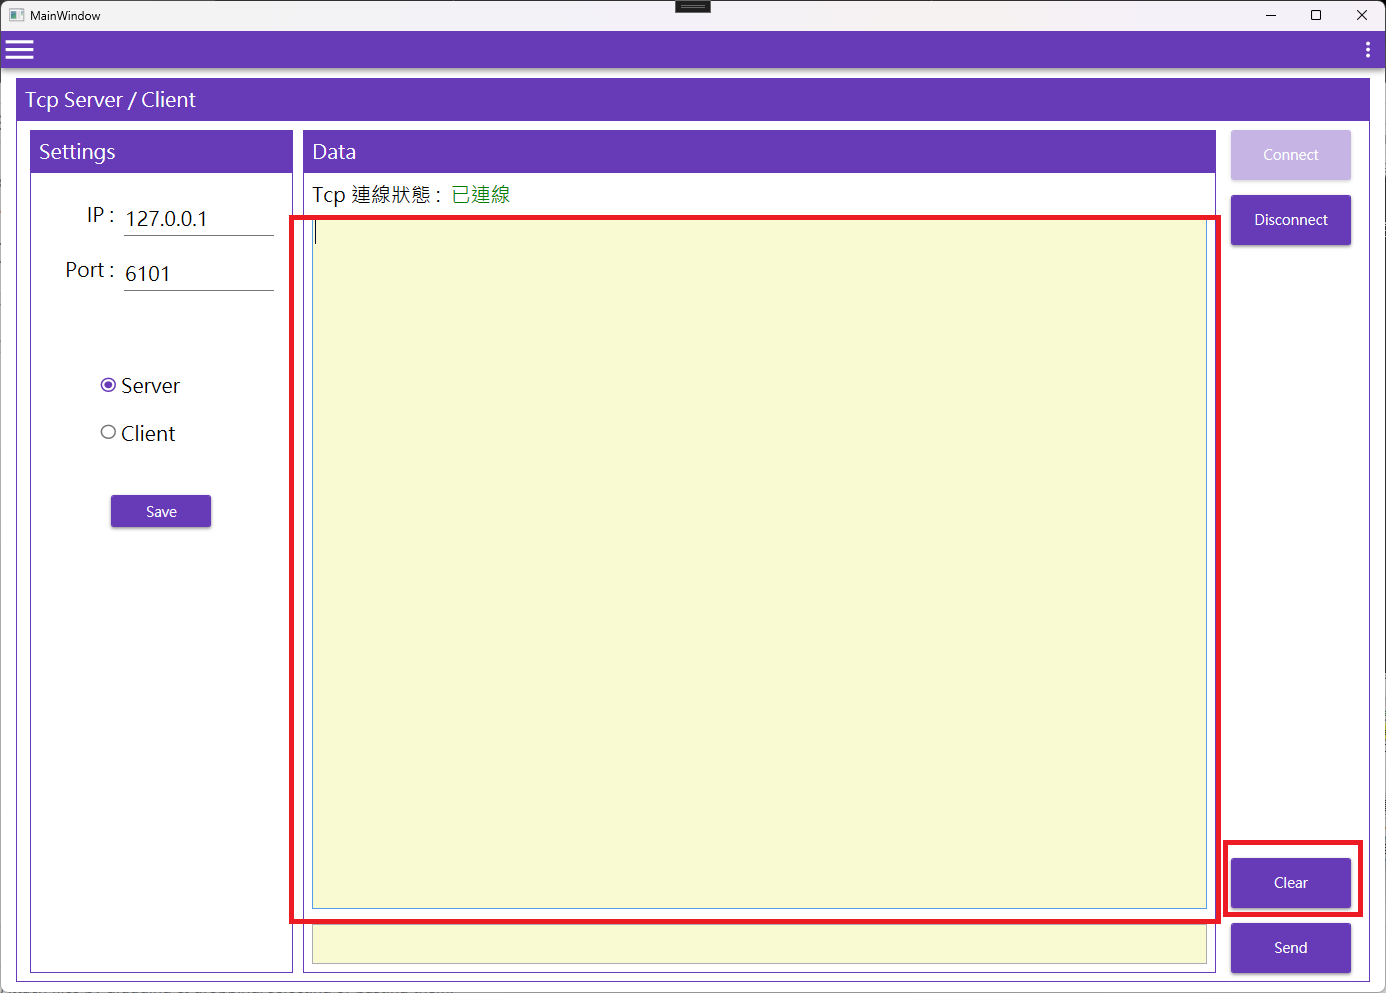 MainWindow
Tcp Server / Client
Settings
IP : 127.0.0.1
Port : 6101
Server
Client
Save
Data
Tcp 連線狀態 : 已連線
Connect
Disconnect
Clear
Send